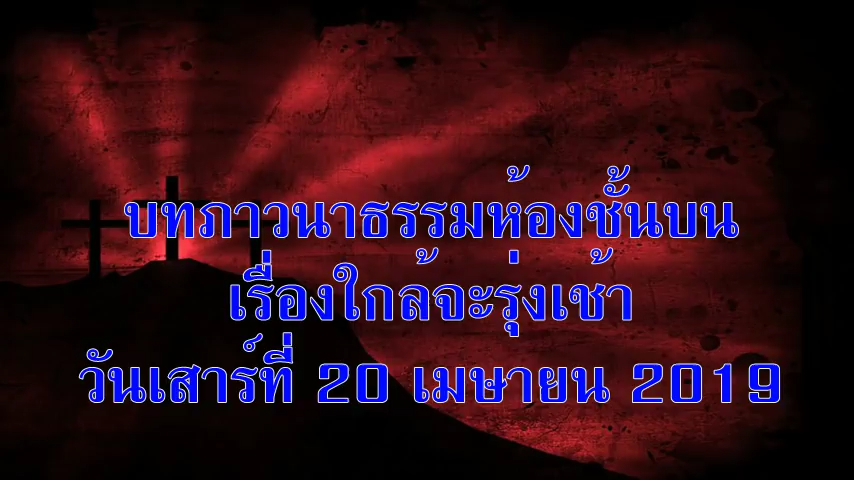 บทภาวนาธรรมห้องชั้นบน
เรื่องใกล้จะรุ่งเช้า
วันเสาร์ที่ 20 เมษายน 2019